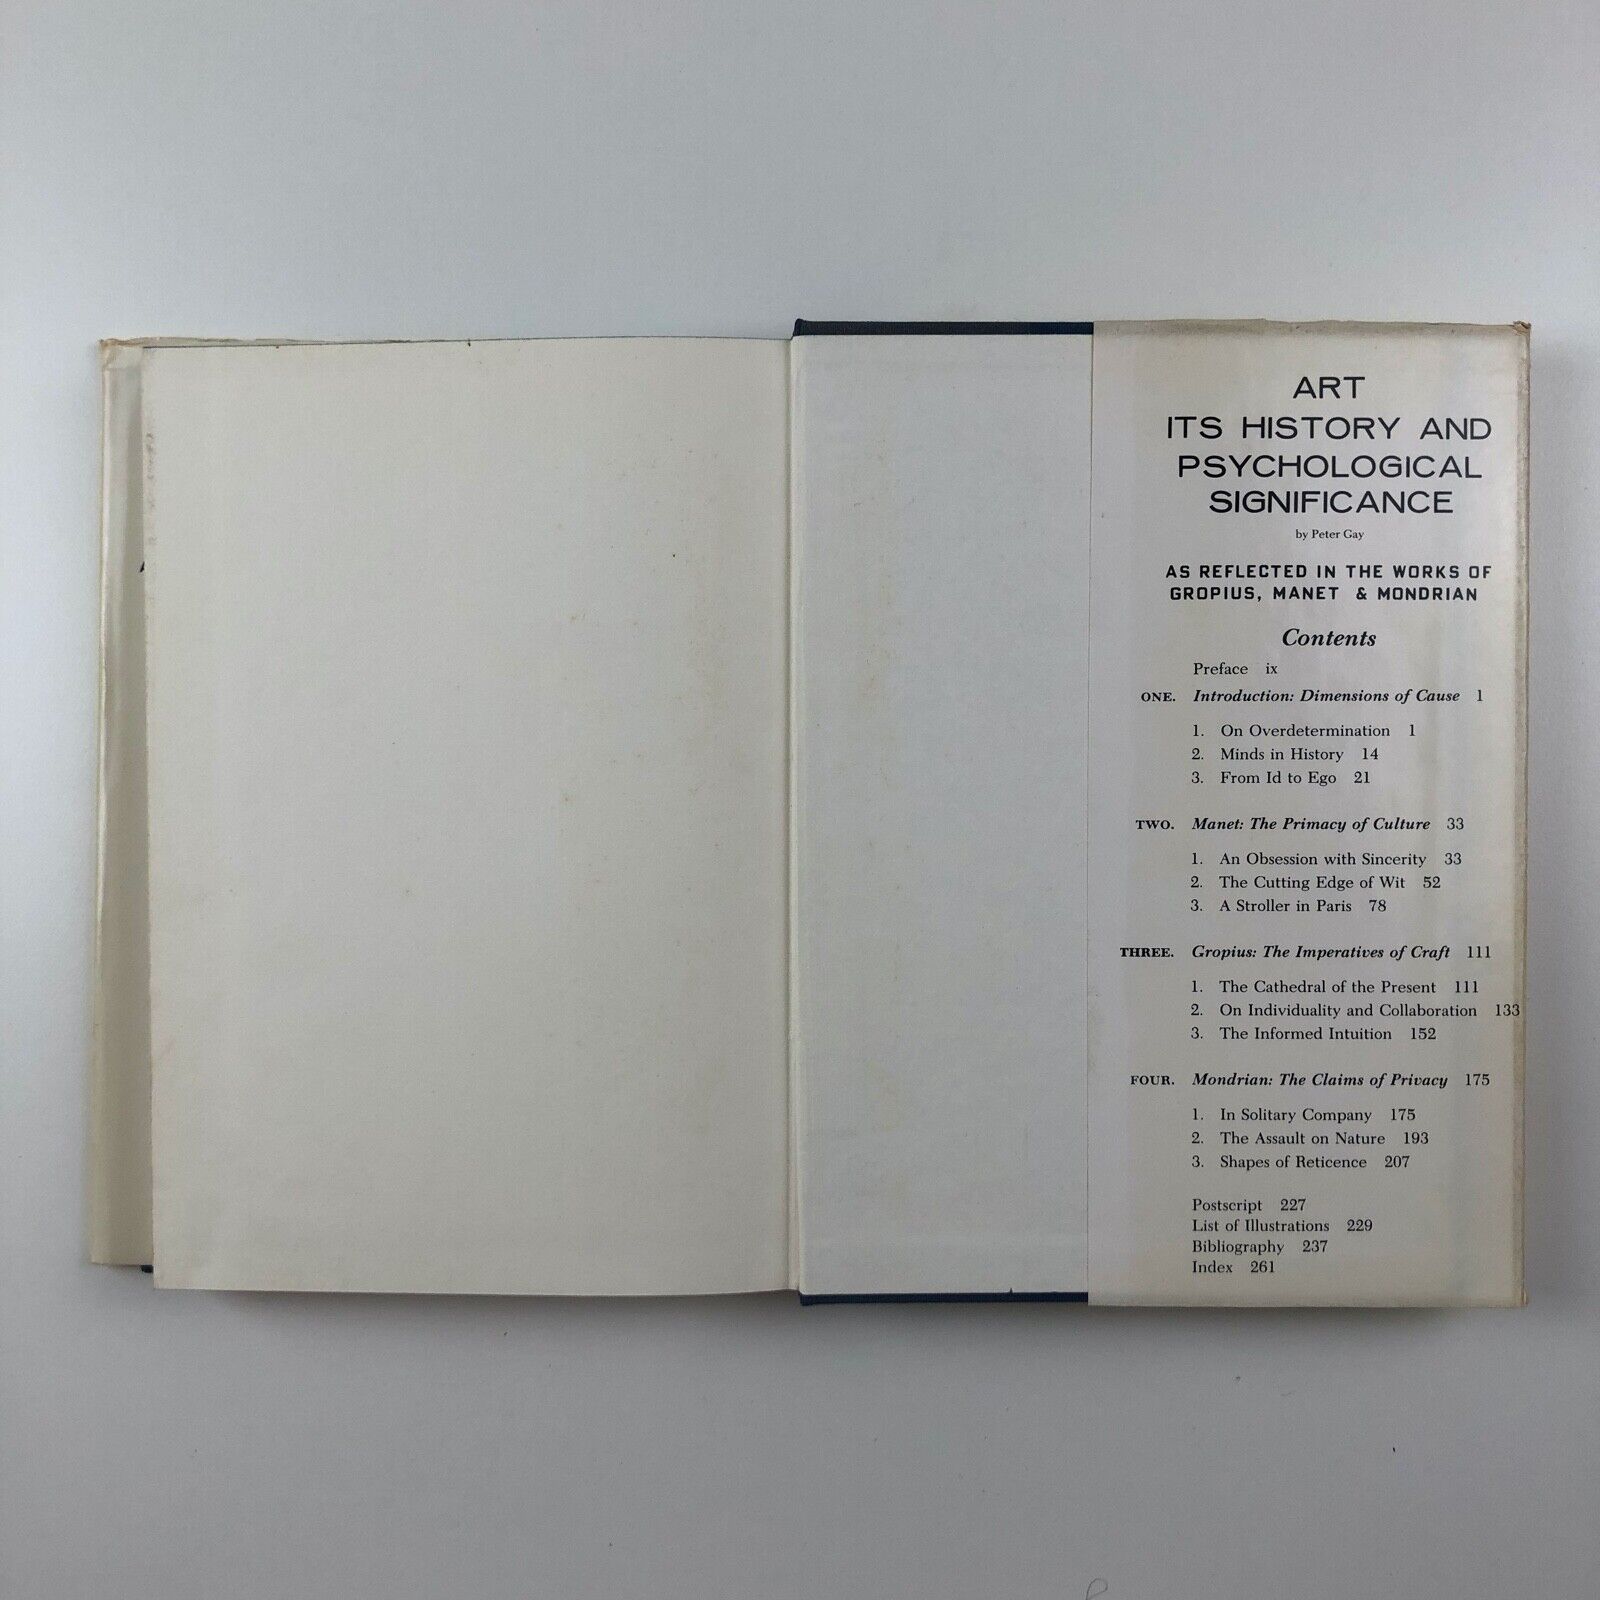 ART
ITS HISTORY AND
PSYCHOLOGICAL
SIGNIFICANCE
by Peter Gay
AS REFLECTED IN THE WORKS OF
GROPIUS, MANET & MONDRIAN
Contents
Preface ix
ONE. Introduction: Dimensions of Cause 1
1. On Overdetermination 1
2. Minds in History 14
3. From Id to Ego 21
TWO. Manet: The Primacy of Culture 33
1. An Obsession with Sincerity 33
2. The Cutting Edge of Wit 52
3. A Stroller in Paris 78
THREE. Gropius: The Imperatives of Craft 111
1. The Cathedral of the Present 111
2. On Individuality and Collaboration 133
3. The Informed Intuition 152
FOUR. Mondrian: The Claims of Privacy 175
1. In Solitary Company 175
2. The Assault on Nature 193
3. Shapes of Reticence 207
Postscript 227
List of Illustrations 229
Bibliography 237
Index 261